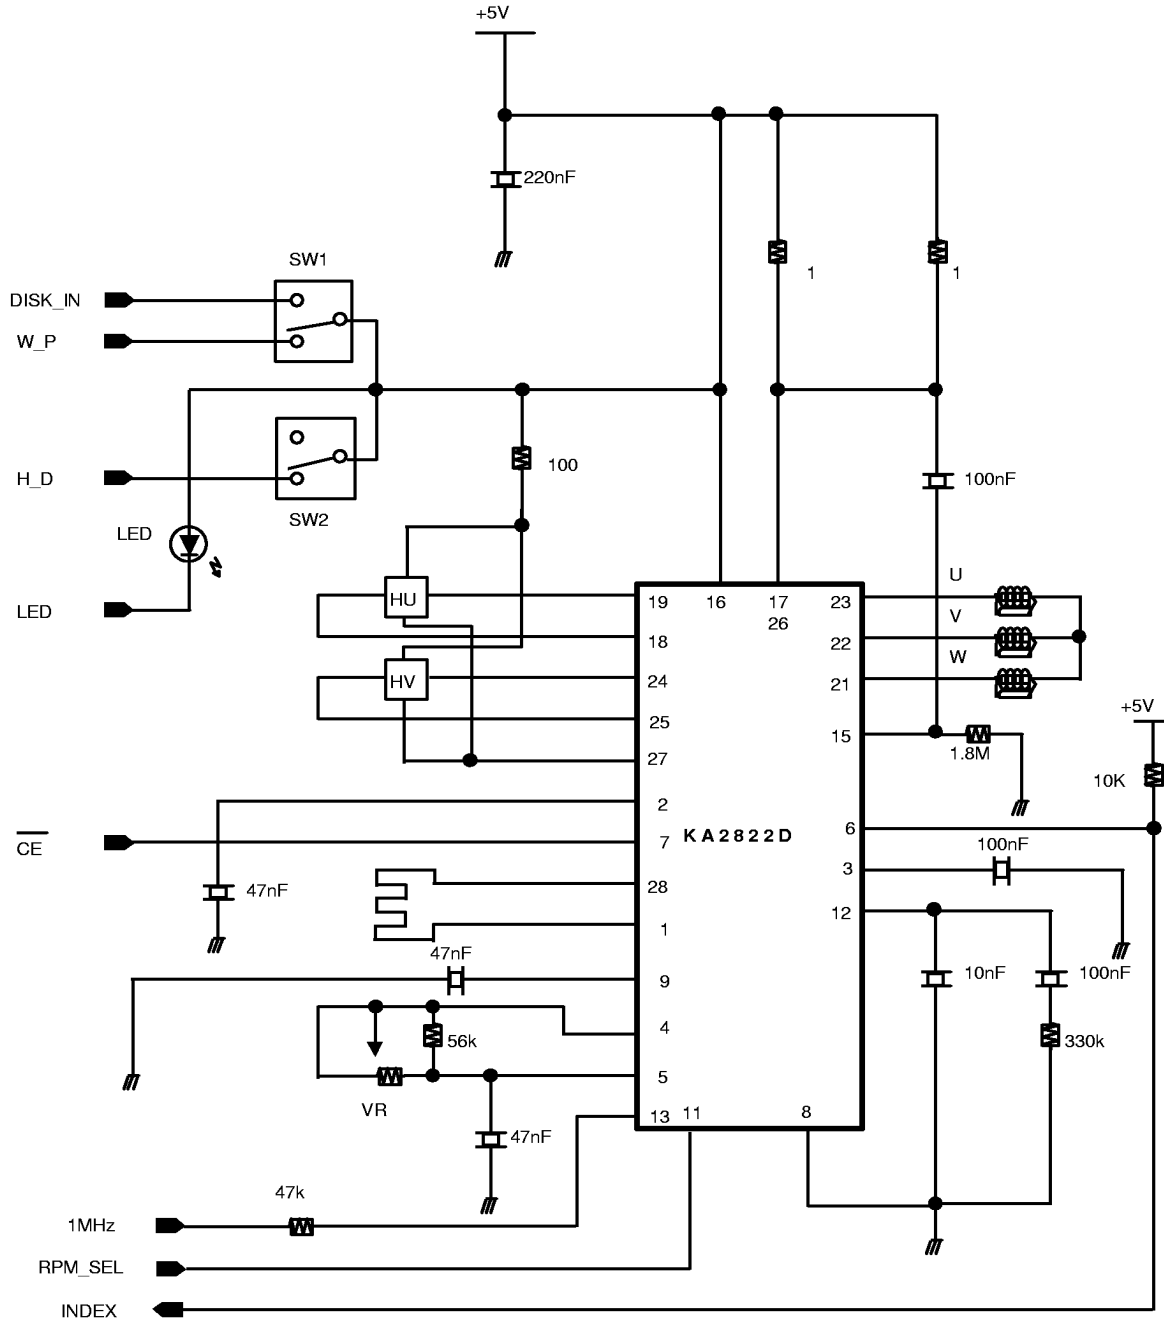 +5V
220nF
SW1
1
1
DISK_IN
W_P
H_D
100
100nF
SW2
LED
LED
U
HU
19
16
17
23
26
V
18
22
W
HV
24
21
25
+5V
15
27
1.8M
10K
2
CE
7
KA2822D
6
100nF
3
28
47nF
12
1
47nF
9
10nF
100nF
4
56k
330k
5
VR
13
11
8
47nF
47k
1MHz
RPM_SEL
INDEX